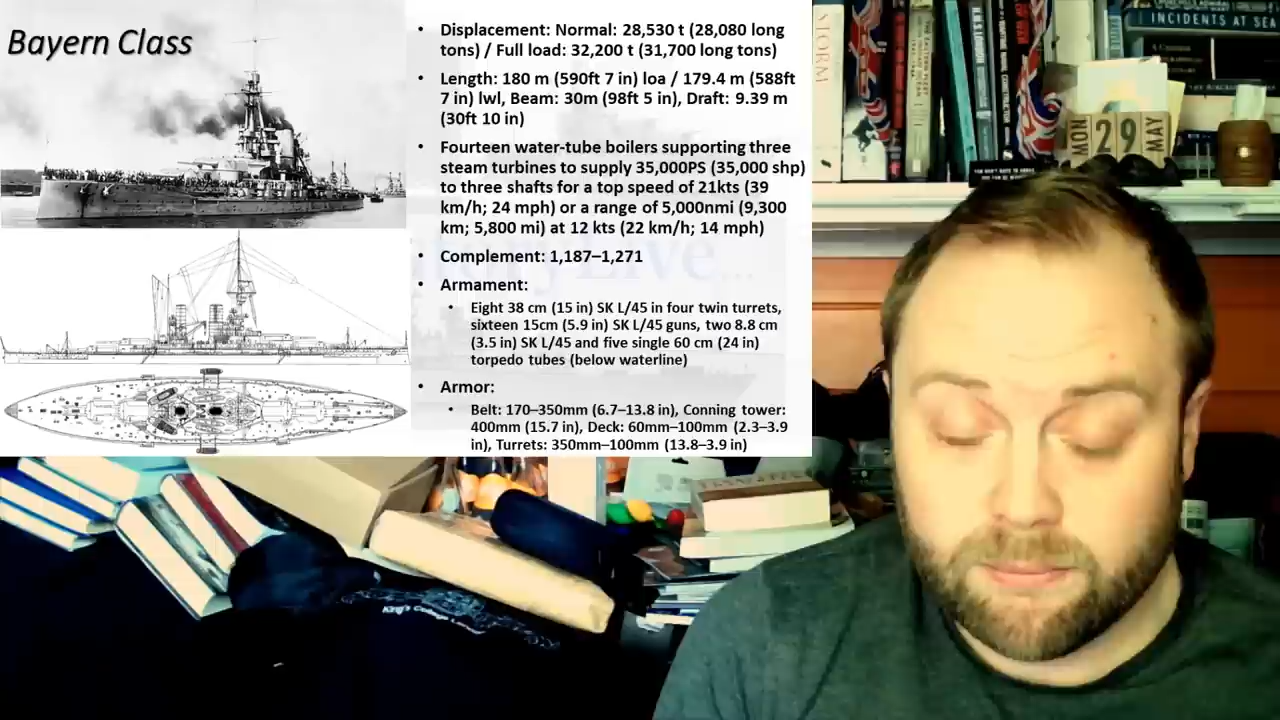 Bayern Class
• Displacement: Normal: 28,530 t (28,080 long
tons) / Full load: 32,200 t (31,700 long tons)
• Length: 180 m (590ft 7 in) loa / 179.4 m (588ft
7 in) lwl, Beam: 30m (98ft 5 in), Draft: 9.39 m
(30ft 10 in)
• Fourteen water-tube boilers supporting three
steam turbines to supply 35,000PS (35,000 shp)
to three shafts for a top speed of 21kts (39
km/h; 24 mph) or a range of 5,000nmi (9,300
km; 5,800 mi) at 12 kts (22 km/h; 14 mph)
• Complement: 1,187–1,271
• Armament:
• Eight 38 cm (15 in) SK L/45 in four twin turrets,
sixteen 15cm (5.9 in) SK L/45 guns, two 8.8 cm
(3.5 in) SK L/45 and five single 60 cm (24 in)
torpedo tubes (below waterline)
• Armor:
• Belt: 170–350mm (6.7–13.8 in), Conning tower:
400mm (15.7 in), Deck: 60mm–100mm (2.3–3.9
in), Turrets: 350mm–100mm (13.8–3.9 in)
Live...
STORM
INCIDENTS AT SEA
MON 29 MAY
King's College London